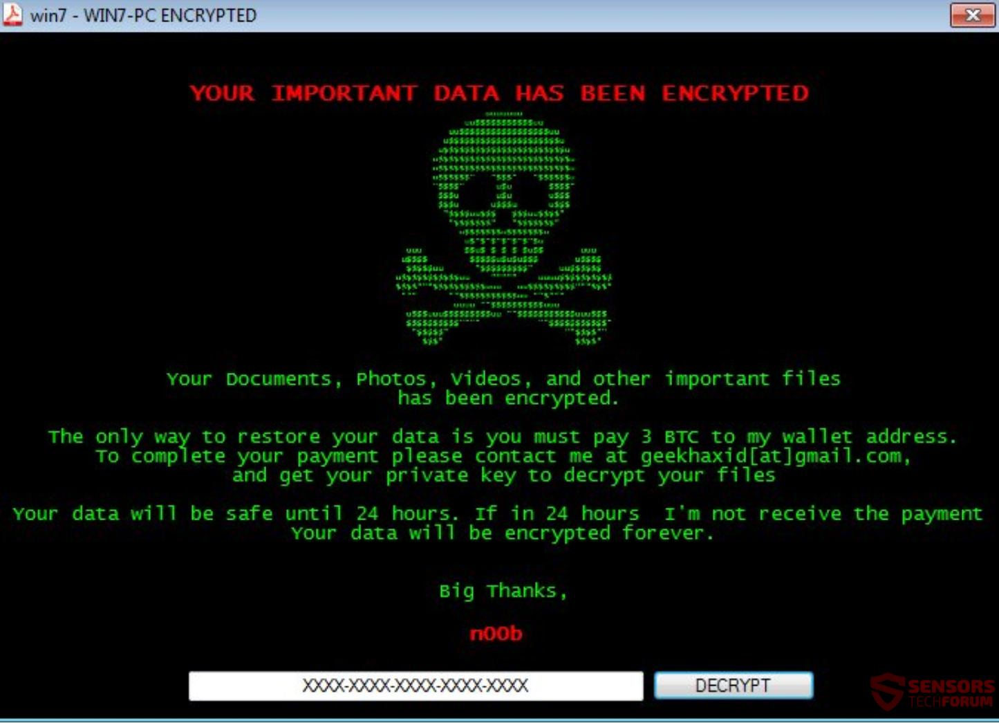 win7 - WIN7-PC ENCRYPTED
YOUR IMPORTANT DATA HAS BEEN ENCRYPTED
Your Documents, Photos, Videos, and other important files
has been encrypted.
The only way to restore your data is you must pay 3 BTC to my wallet address.
To complete your payment please contact me at geekhaxid[at]gmail.com,
and get your private key to decrypt your files
Your data will be safe until 24 hours. If in 24 hours  I'm not receive the payment
Your data will be encrypted forever.
Big Thanks,
n00b
XXXX-XXXX-XXXX-XXXX-XXXX
DECRYPT
SENSORS
TECHFORUM